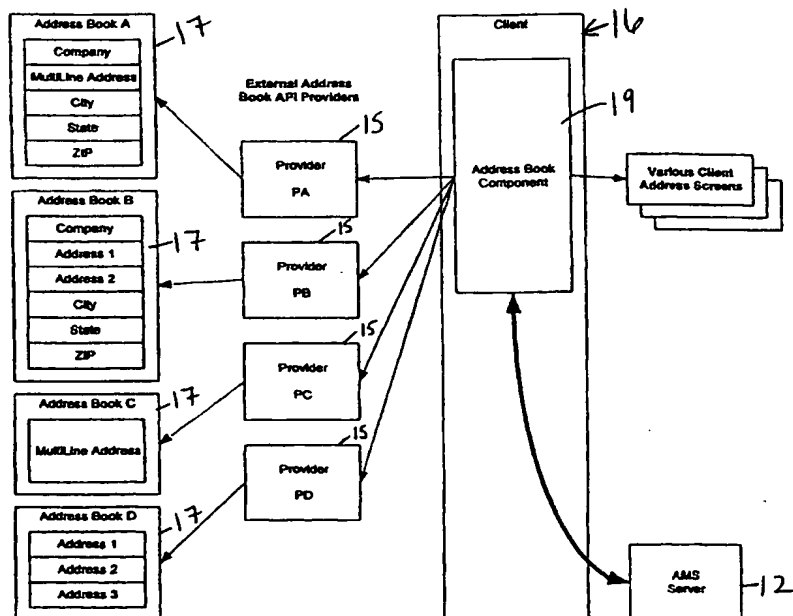 Address Book A
17
Company
MultiLine Address
City
State
ZIP
Address Book B
17
Company
Address 1
Address 2
City
State
ZIP
Address Book C
17
MultiLine Address
Address Book D
17
Address 1
Address 2
Address 3
External Address
Book API Providers
15
Provider
PA
15
Provider
PB
15
Provider
PC
15
Provider
PD
Client
16
19
Address Book
Component
Various Client
Address Screens
AMS
Server
12